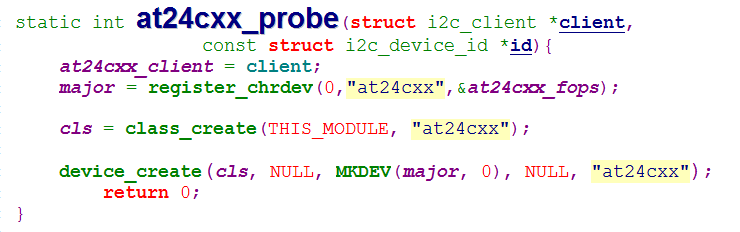 static int at24cxx_probe(struct i2c_client *client,
const struct i2c_device_id *id){
at24cxx_client = client;
major = register_chrdev(0,"at24cxx",&at24cxx_fops);
cls = class_create(THIS_MODULE, "at24cxx");
device_create(cls, NULL, MKDEV(major, 0), NULL, "at24cxx");
return 0;
}